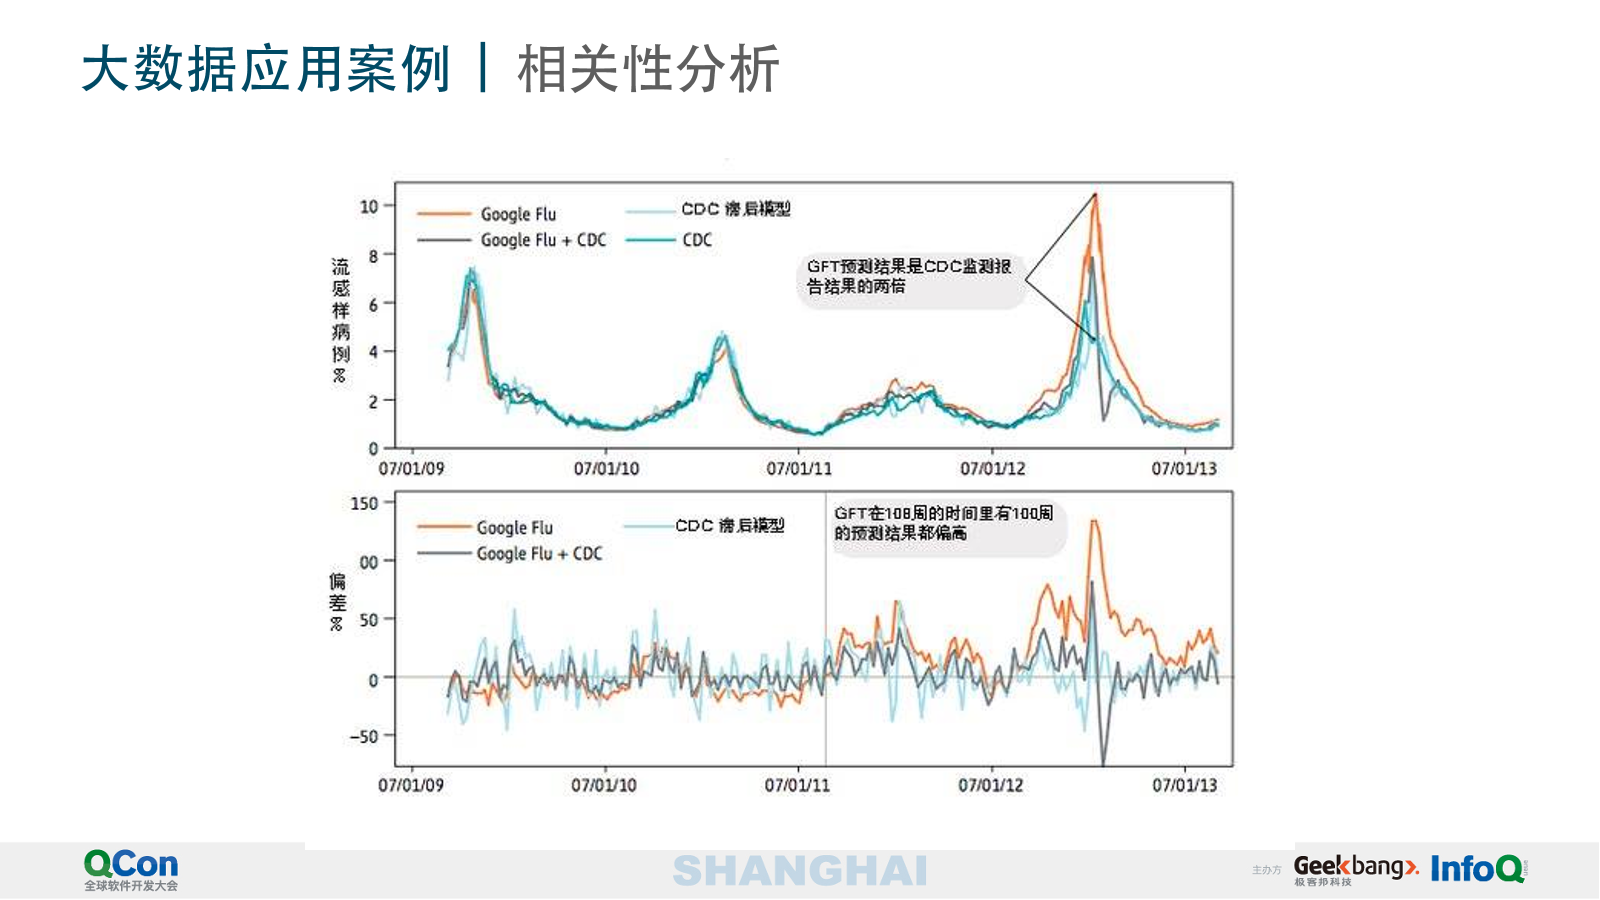 大数据应用案例 | 相关性分析
10
8
6
4
2
0
流感样病例%
Google Flu
CDC 滞后模型
Google Flu + CDC
CDC
GFT预测结果是CDC监测报
告结果的两倍
07/01/09
07/01/10
07/01/11
07/01/12
07/01/13
150
00
50
0
-50
偏差%
Google Flu
CDC 滞后模型
Google Flu + CDC
GFT在108周的时间里有100周
的预测结果都偏高
07/01/09
07/01/10
07/01/11
07/01/12
07/01/13
QCon
全球软件开发大会
SHANGHAI
主办方
Geekbang>.
极客邦科技
InfoQ